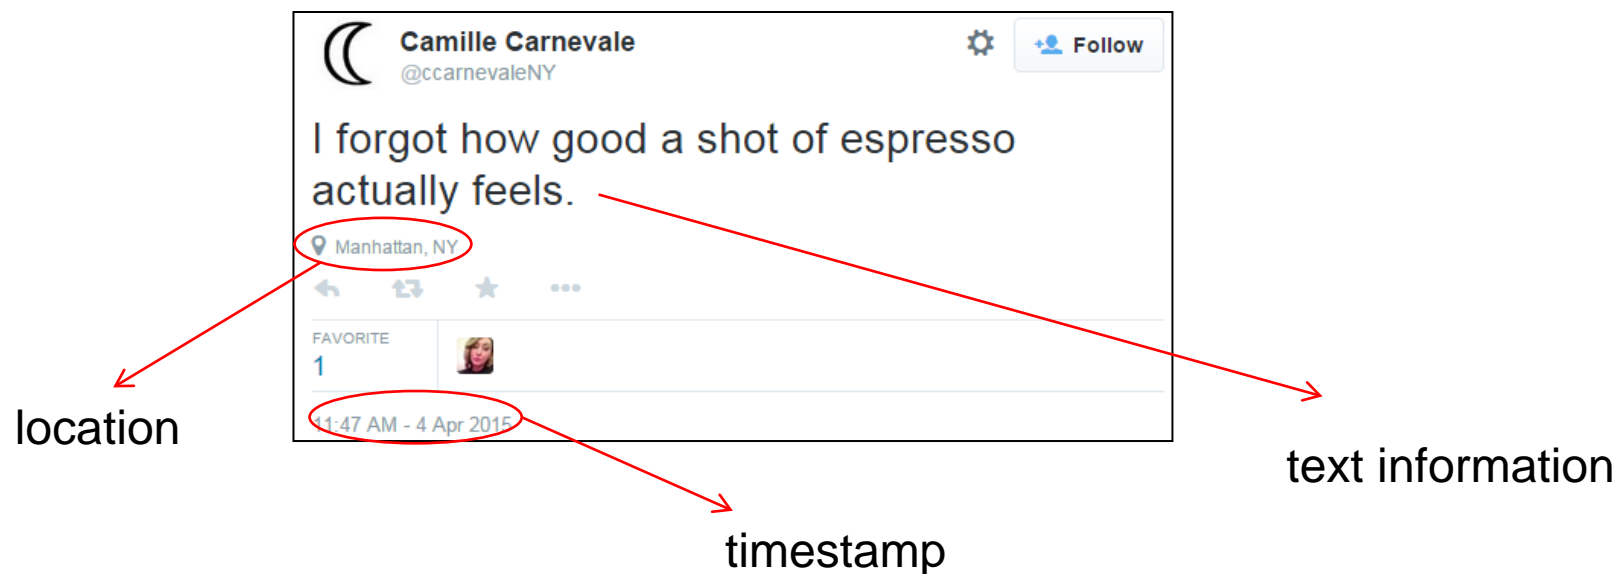 Camille Carnevale
@ccarnevaleNY
Follow
I forgot how good a shot of espresso
actually feels.
Manhattan, NY
FAVORITE
1
11:47 AM - 4 Apr 2015
location
text information
timestamp